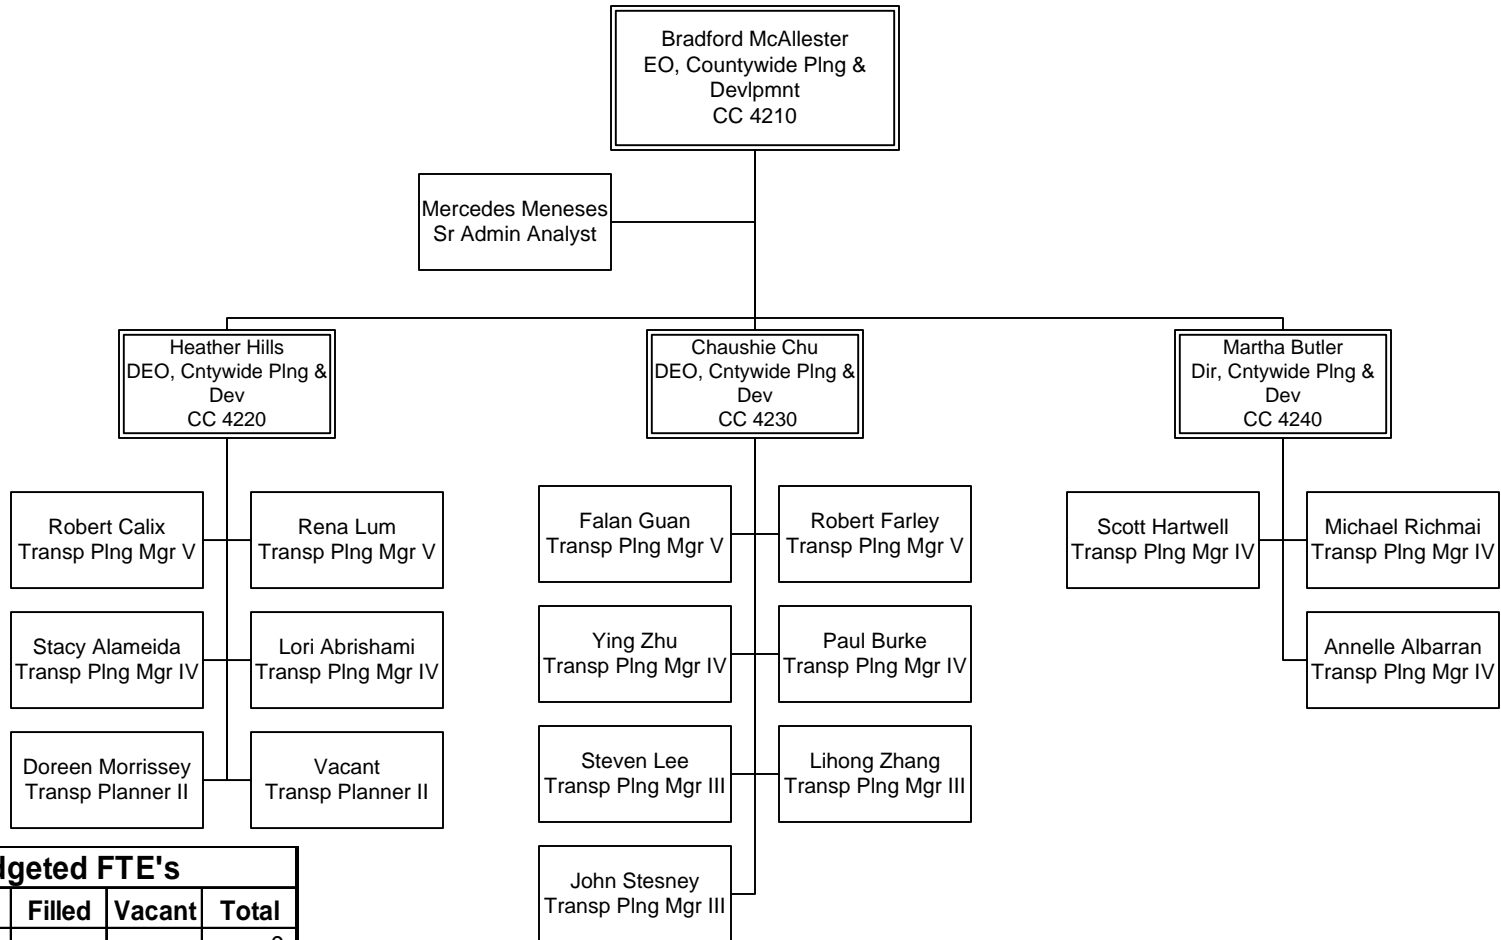 Bradford McAllester
EO, Countywide Plng &
Devlpmnt
CC 4210
Mercedes Meneses
Sr Admin Analyst
Heather Hills
DEO, Cntywide Plng &
Dev
CC 4220
Chaushie Chu
DEO, Cntywide Plng &
Dev
CC 4230
Martha Butler
Dir, Cntywide Plng &
Dev
CC 4240
Robert Calix
Transp Plng Mgr V
Rena Lum
Transp Plng Mgr V
Stacy Alameida
Transp Plng Mgr IV
Lori Abrishami
Transp Plng Mgr IV
Doreen Morrissey
Transp Planner II
Vacant
Transp Planner II
Falan Guan
Transp Plng Mgr V
Robert Farley
Transp Plng Mgr V
Ying Zhu
Transp Plng Mgr IV
Paul Burke
Transp Plng Mgr IV
Steven Lee
Transp Plng Mgr III
Lihong Zhang
Transp Plng Mgr III
John Stesney
Transp Plng Mgr III
Scott Hartwell
Transp Plng Mgr IV
Michael Richmai
Transp Plng Mgr IV
Annelle Albarran
Transp Plng Mgr IV
dgeted FTE's
Filled Vacant Total